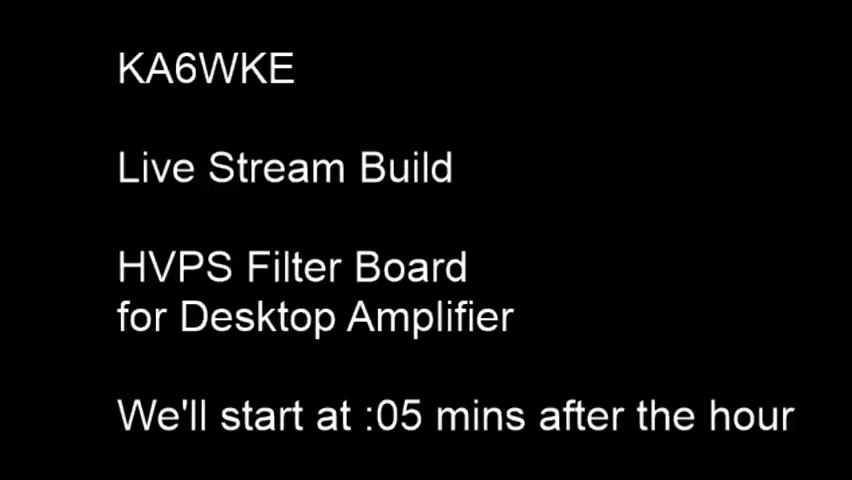 KA6WKE
Live Stream Build
HVPS Filter Board
for Desktop Amplifier
We'll start at :05 mins after the hour